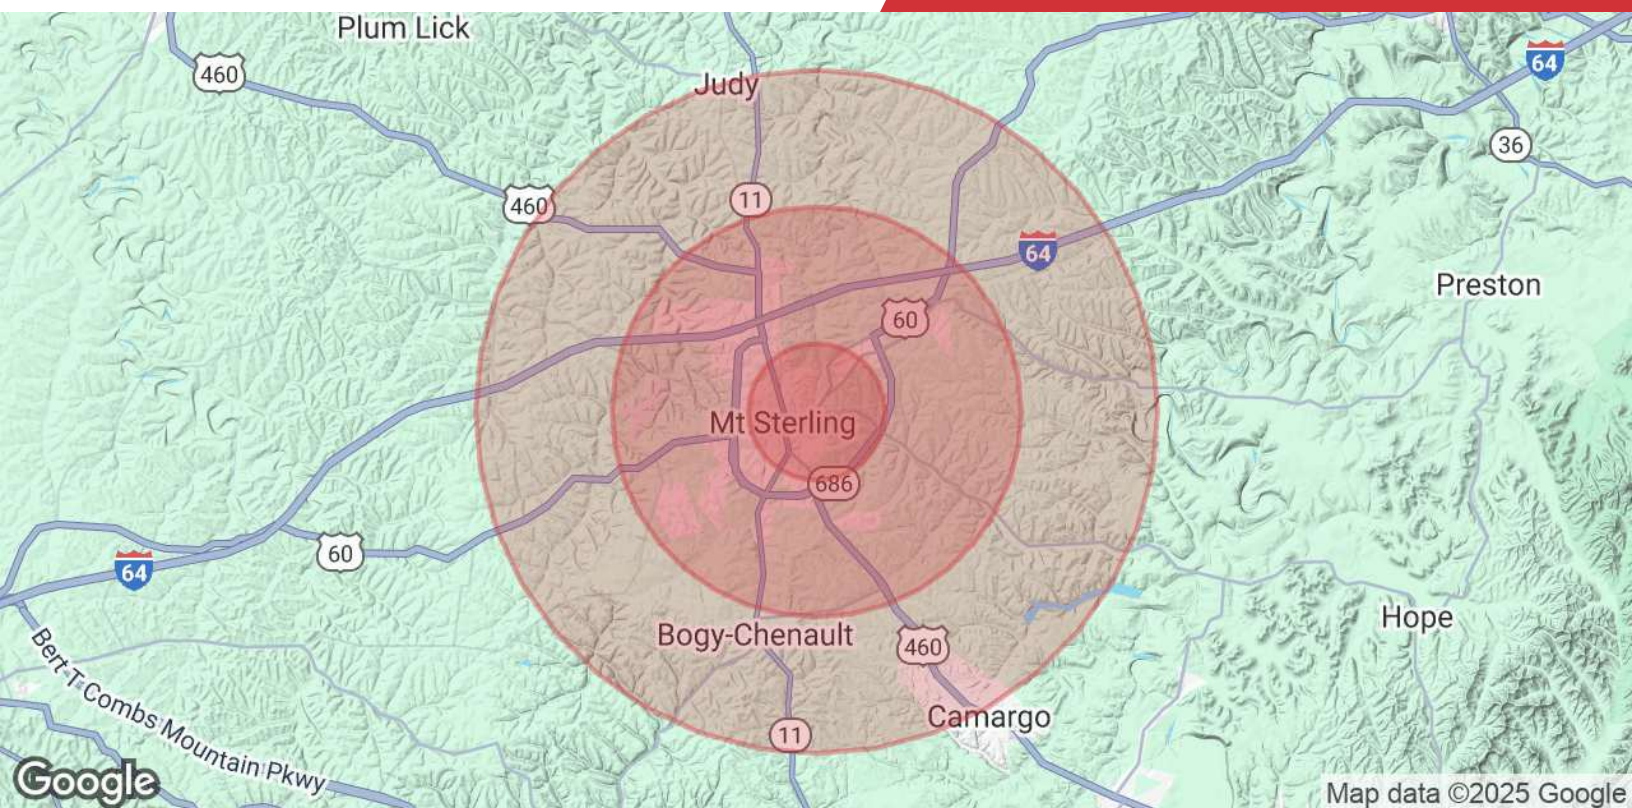 Plum Lick
460
64
Judy
36
11
460
64
Preston
60
Mt Sterling
686
60
64
Hope
Bogy-Chenault
460
Bert T Combs Mountain Pkwy
Camargo
11
Google
Map data ©2025 Google